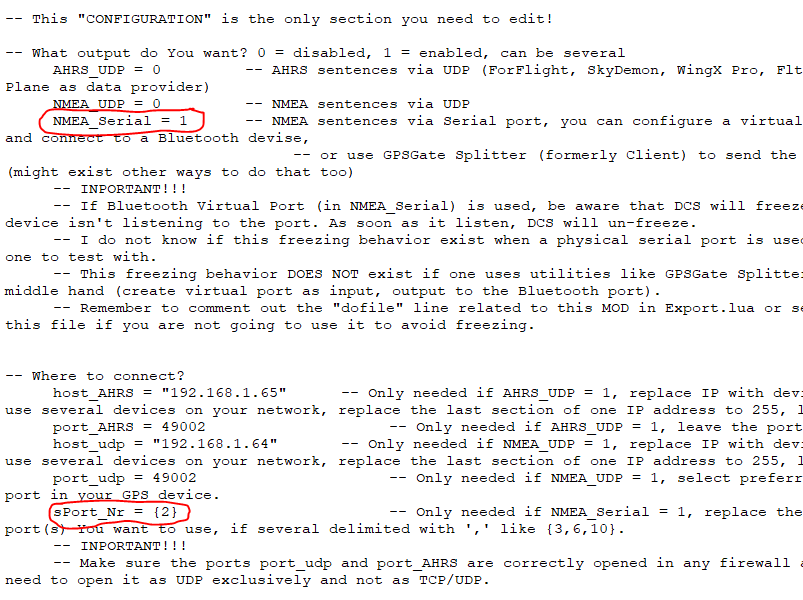 -- This "CONFIGURATION" is the only section you need to edit!
-- What output do You want? 0 = disabled, 1 = enabled, can be several
AHRS_UDP = 0 -- AHRS sentences via UDP (ForFlight, SkyDemon, WingX Pro, Flt
Plane as data provider)
NMEA_UDP = 0 -- NMEA sentences via UDP
NMEA_Serial = 1 -- NMEA sentences via Serial port, you can configure a virtual
and connect to a Bluetooth devise,
-- or use GPSGate Splitter (formerly Client) to send the
(might exist other ways to do that too)
-- INPORTANT!!!
-- If Bluetooth Virtual Port (in NMEA_Serial) is used, be aware that DCS will freeze
device isn't listening to the port. As soon as it listen, DCS will un-freeze.
-- I do not know if this freezing behavior exist when a physical serial port is used
one to test with.
-- This freezing behavior DOES NOT exist if one uses utilities like GPSGate Splitter
middle hand (create virtual port as input, output to the Bluetooth port).
-- Remember to comment out the "dofile" line related to this MOD in Export.lua or se
this file if you are not going to use it to avoid freezing.
-- Where to connect?
host_AHRS = "192.168.1.65" -- Only needed if AHRS_UDP = 1, replace IP with devi
use several devices on your network, replace the last section of one IP address to 255, l
port_AHRS = 49002 -- Only needed if AHRS_UDP = 1, leave the port
host_udp = "192.168.1.64" -- Only needed if NMEA_UDP = 1, replace IP with devi
use several devices on your network, replace the last section of one IP address to 255, l
port_udp = 49002 -- Only needed if NMEA_UDP = 1, select preferr
port in your GPS device.
sPort_Nr = {2} -- Only needed if NMEA_Serial = 1, replace the
port(s) You want to use, if several delimited with ',' like {3,6,10}.
-- INPORTANT!!!
-- Make sure the ports port_udp and port_AHRS are correctly opened in any firewall a
need to open it as UDP exclusively and not as TCP/UDP.